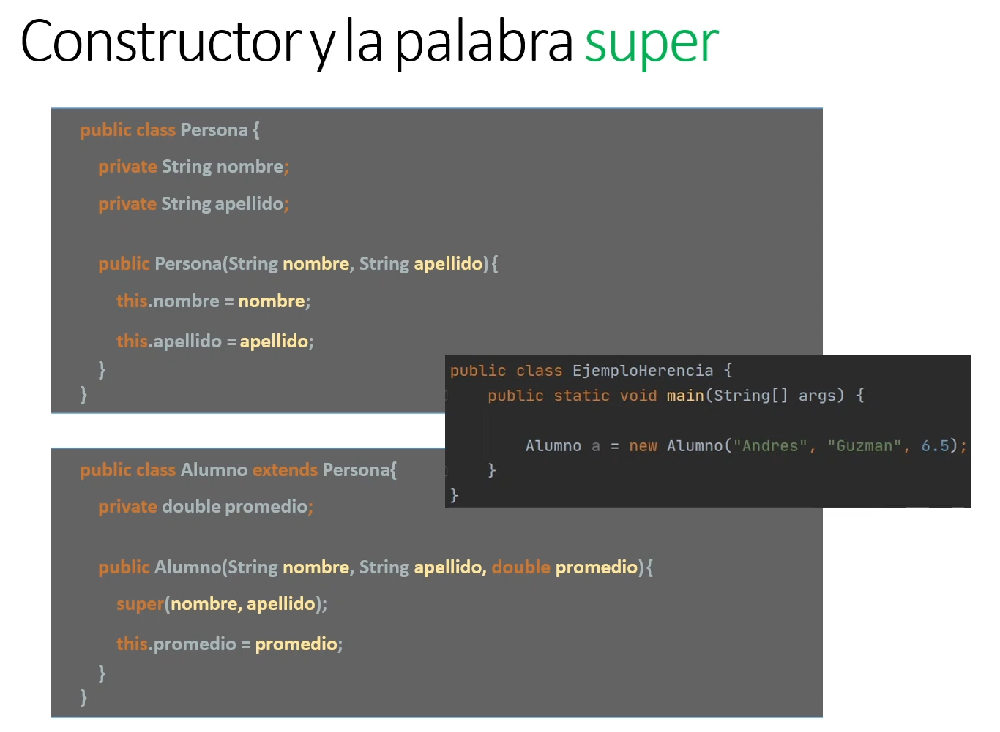 Constructor y la palabra super
public class Persona {
private String nombre;
private String apellido;
public Persona(String nombre, String apellido){
this.nombre = nombre;
this.apellido = apellido;
}
}
public class EjemploHerencia {
public static void main(String[] args) {
Alumno a = new Alumno("Andres", "Guzman", 6.5);
}
}
public class Alumno extends Persona{
private double promedio;
public Alumno(String nombre, String apellido, double promedio){
super(nombre, apellido);
this.promedio = promedio;
}
}